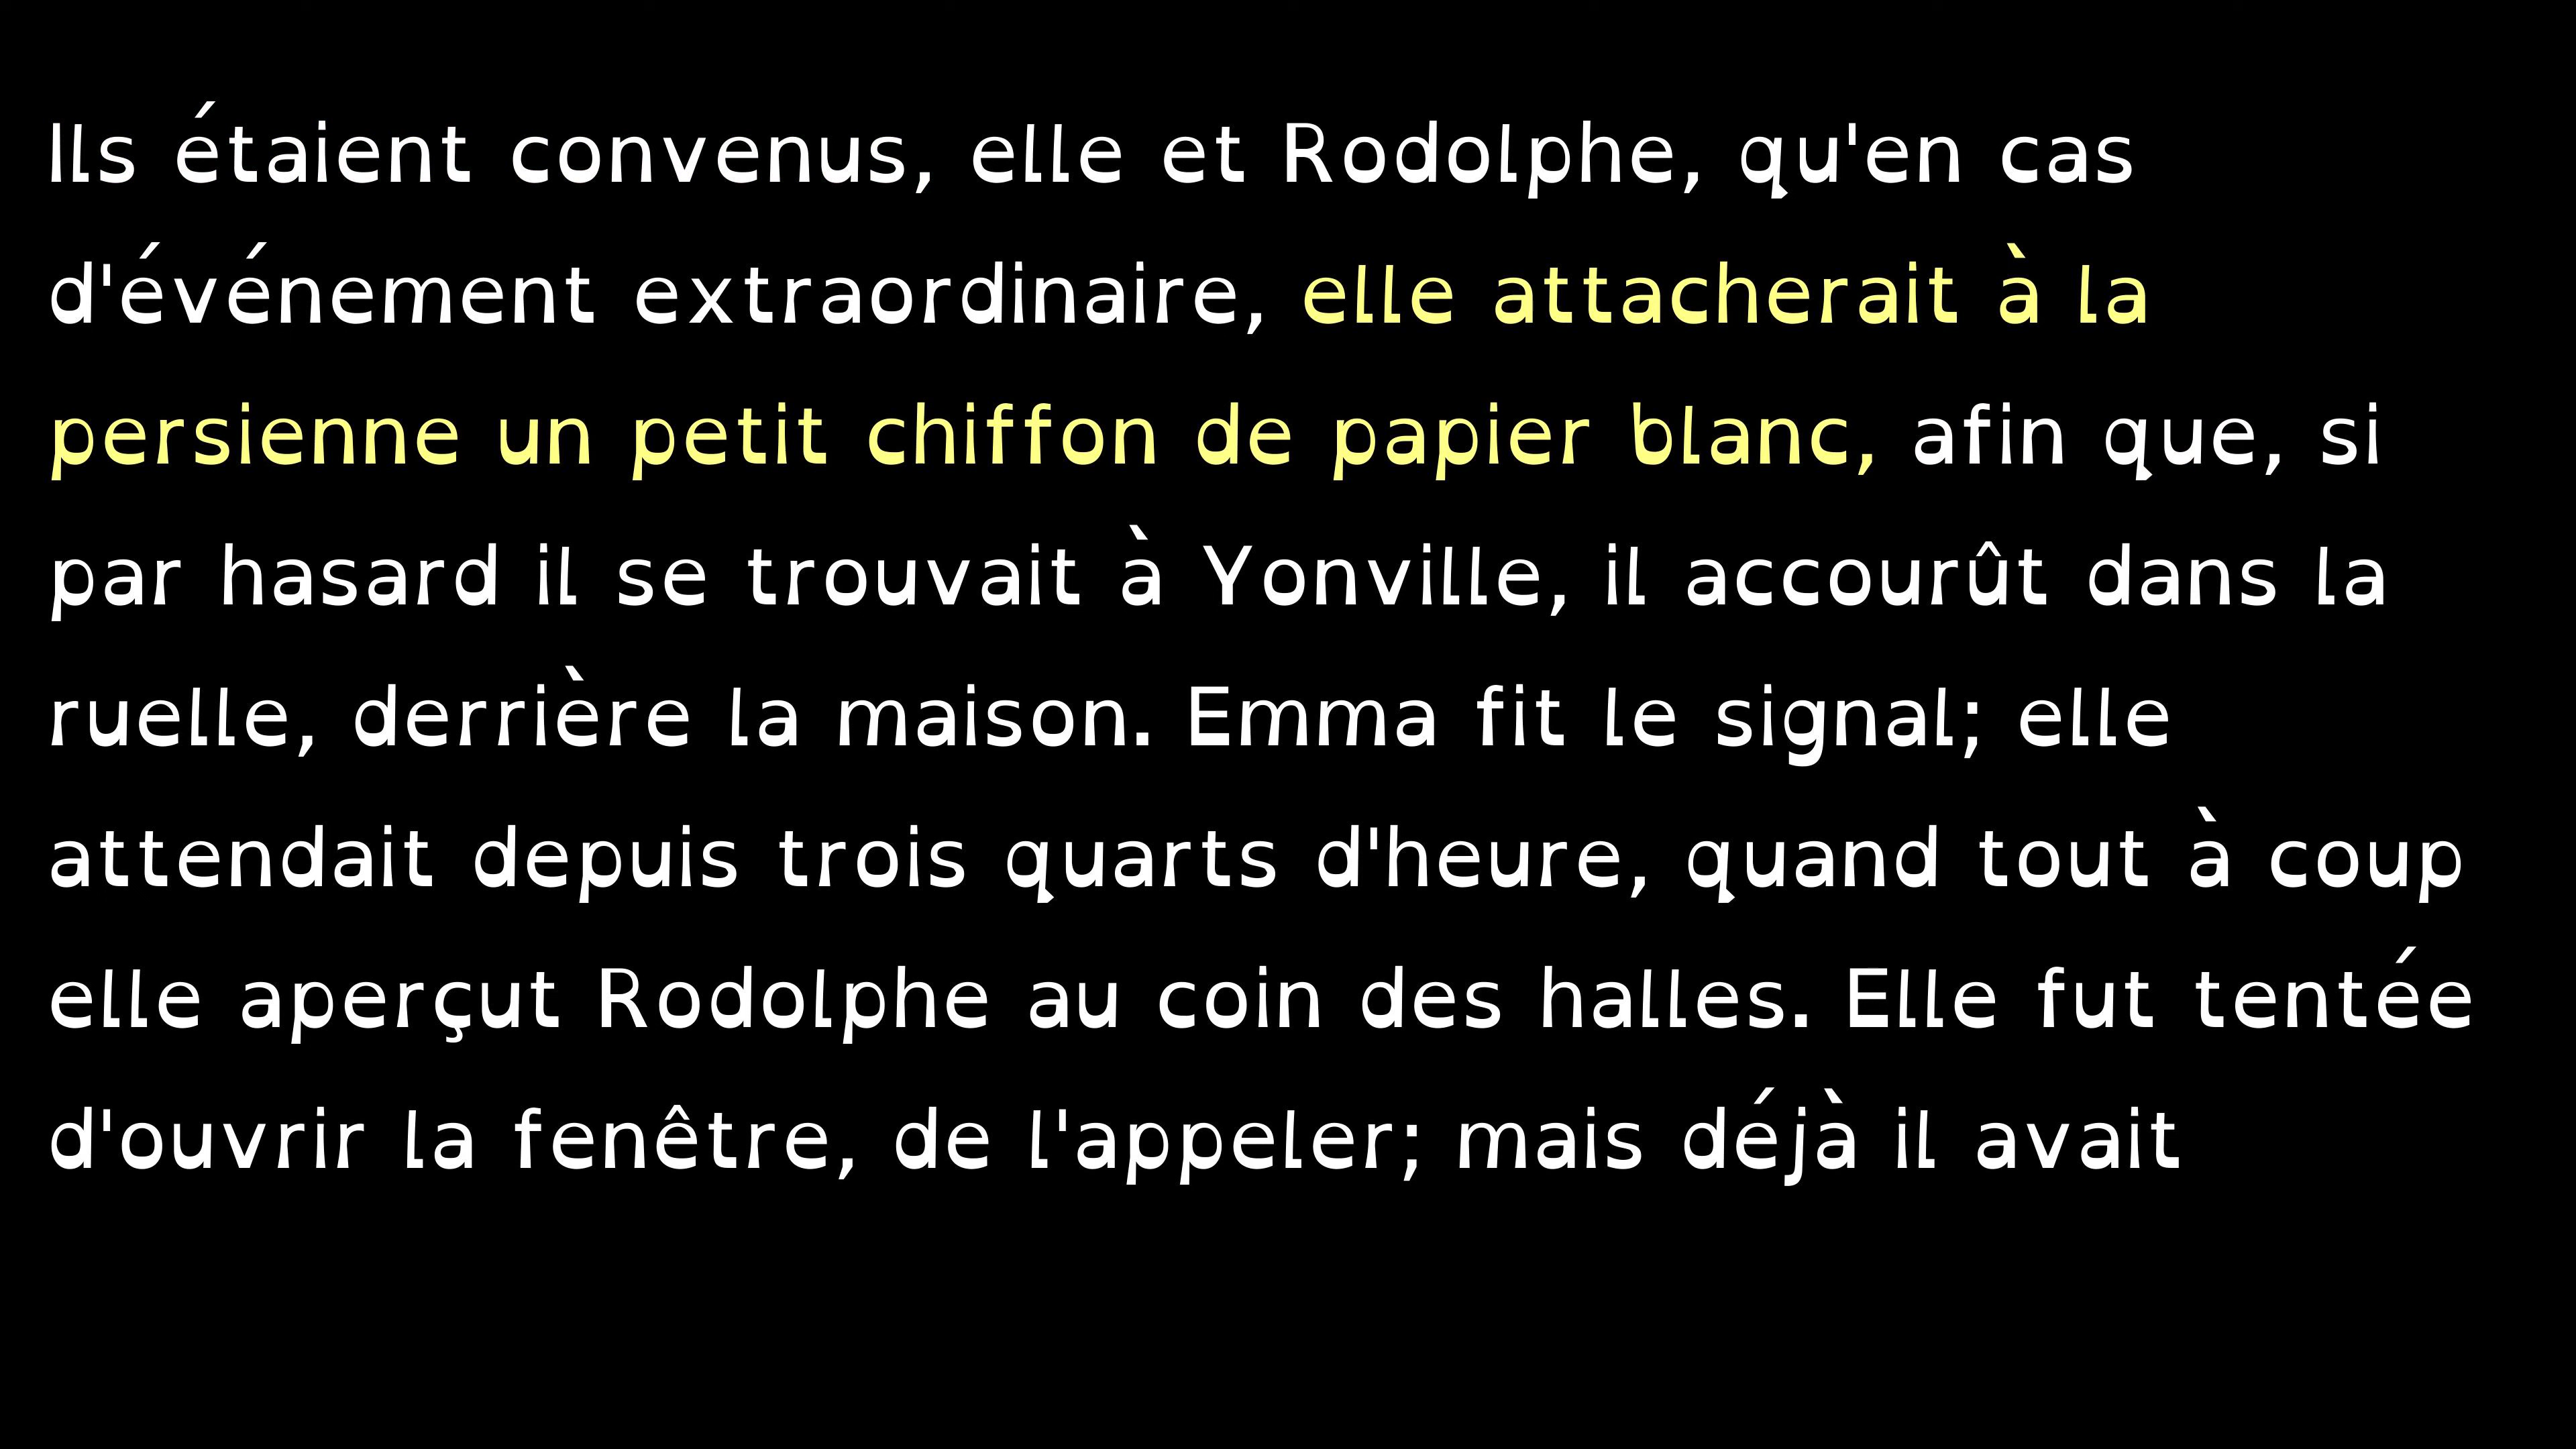 Ils étaient convenus, elle et Rodolphe, qu'en cas
d'événement extraordinaire, elle attacherait à la
persienne un petit chiffon de papier blanc, afin que, si
par hasard il se trouvait à Yonville, il accourût dans la
ruelle, derrière la maison. Emma fit le signal; elle
attendait depuis trois quarts d'heure, quand tout à coup
elle aperçut Rodolphe au coin des halles. Elle fut tentée
d'ouvrir la fenêtre, de l'appeler; mais déjà il avait